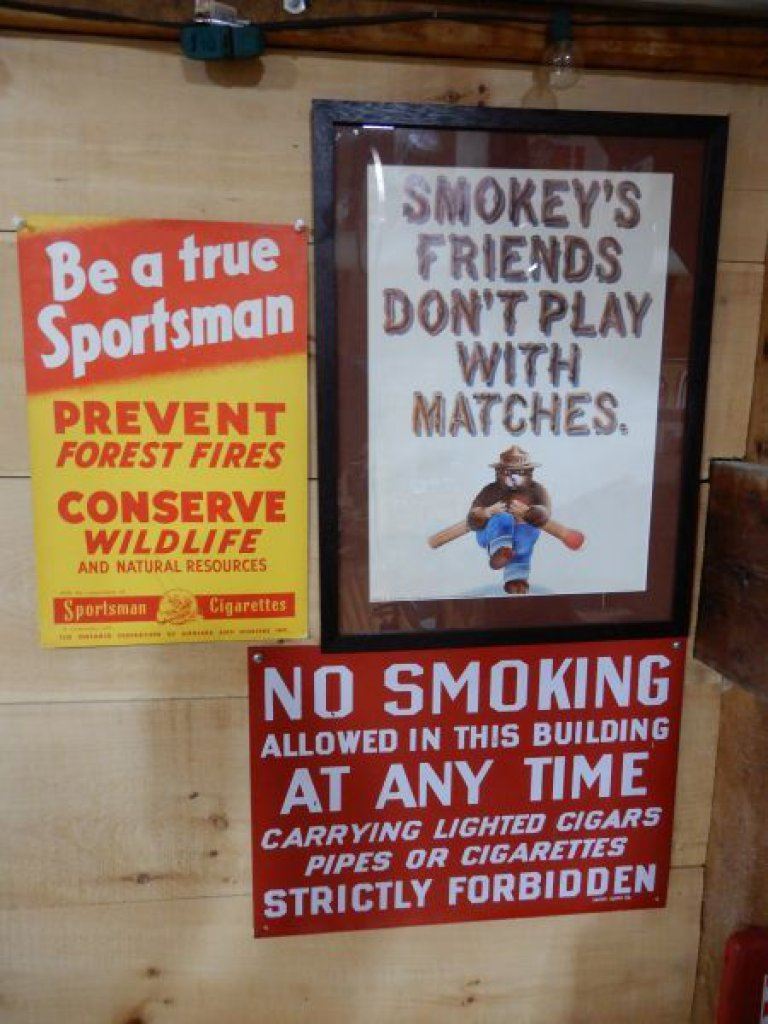 Be a true
Sportsman
PREVENT
FOREST FIRES
CONSERVE
WILDLIFE
AND NATURAL RESOURCES
Sportsman Cigarettes
SMOKEY'S
FRIENDS
DON'T PLAY
WITH
MATCHES.
NO SMOKING
ALLOWED IN THIS BUILDING
AT ANY TIME
CARRYING LIGHTED CIGARS
PIPES OR CIGARETTES
STRICTLY FORBIDDEN